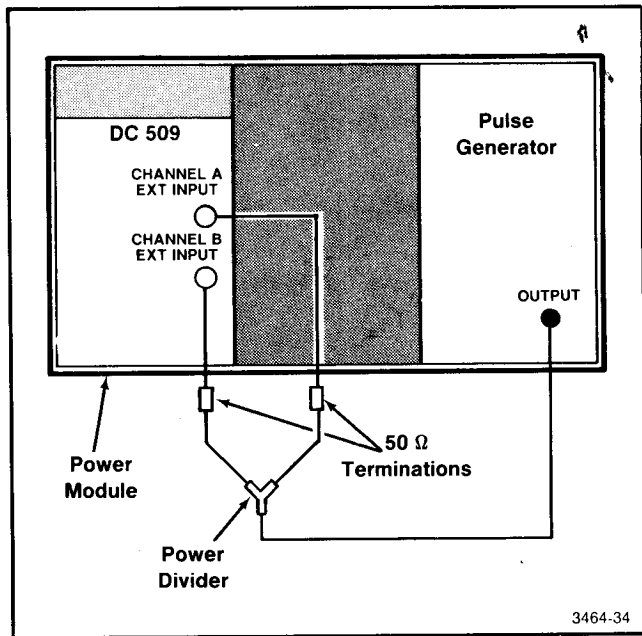 DC 509
CHANNEL A
EXT INPUT
CHANNEL B
EXT INPUT
Pulse
Generator
OUTPUT
50 Ω
Terminations
Power
Module
Power
Divider
3464-34